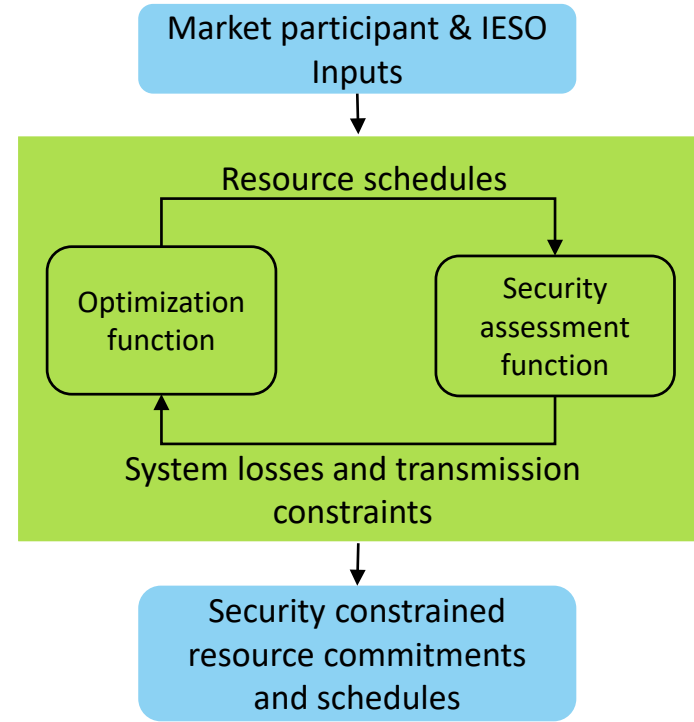 Market participant & IESO
Inputs
Resource schedules
Optimization
function
Security
assessment
function
System losses and transmission
constraints
Security constrained
resource commitments
and schedules